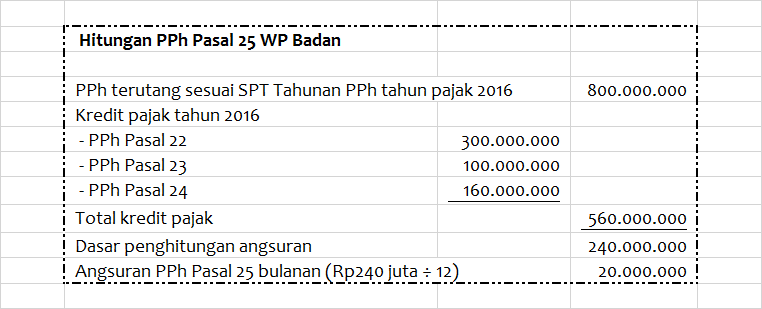 Hitungan PPh Pasal 25 WP Badan
PPh terutang sesuai SPT Tahunan PPh tahun pajak 2016 800.000.000
Kredit pajak tahun 2016
- PPh Pasal 22 300.000.000
- PPh Pasal 23 100.000.000
- PPh Pasal 24 160.000.000
Total kredit pajak 560.000.000
Dasar penghitungan angsuran 240.000.000
Angsuran PPh Pasal 25 bulanan (Rp240 juta ÷ 12) 20.000.000